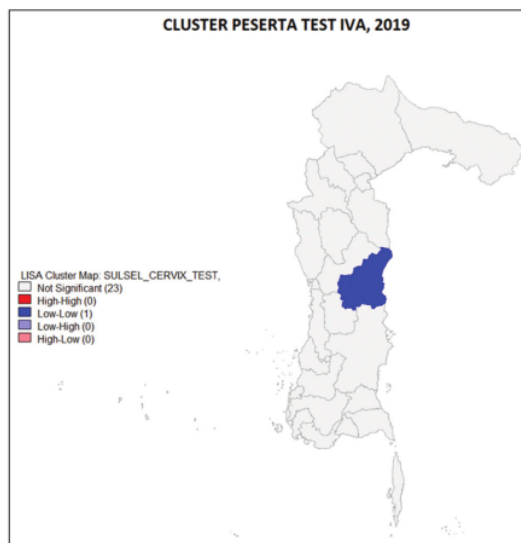 CLUSTER PESERTA TEST IVA, 2019
LISA Cluster Map: SULSEL_CERVIX_TEST,
Not Significant (23)
High-High (0)
Low-Low (1)
Low-High (0)
High-Low (0)